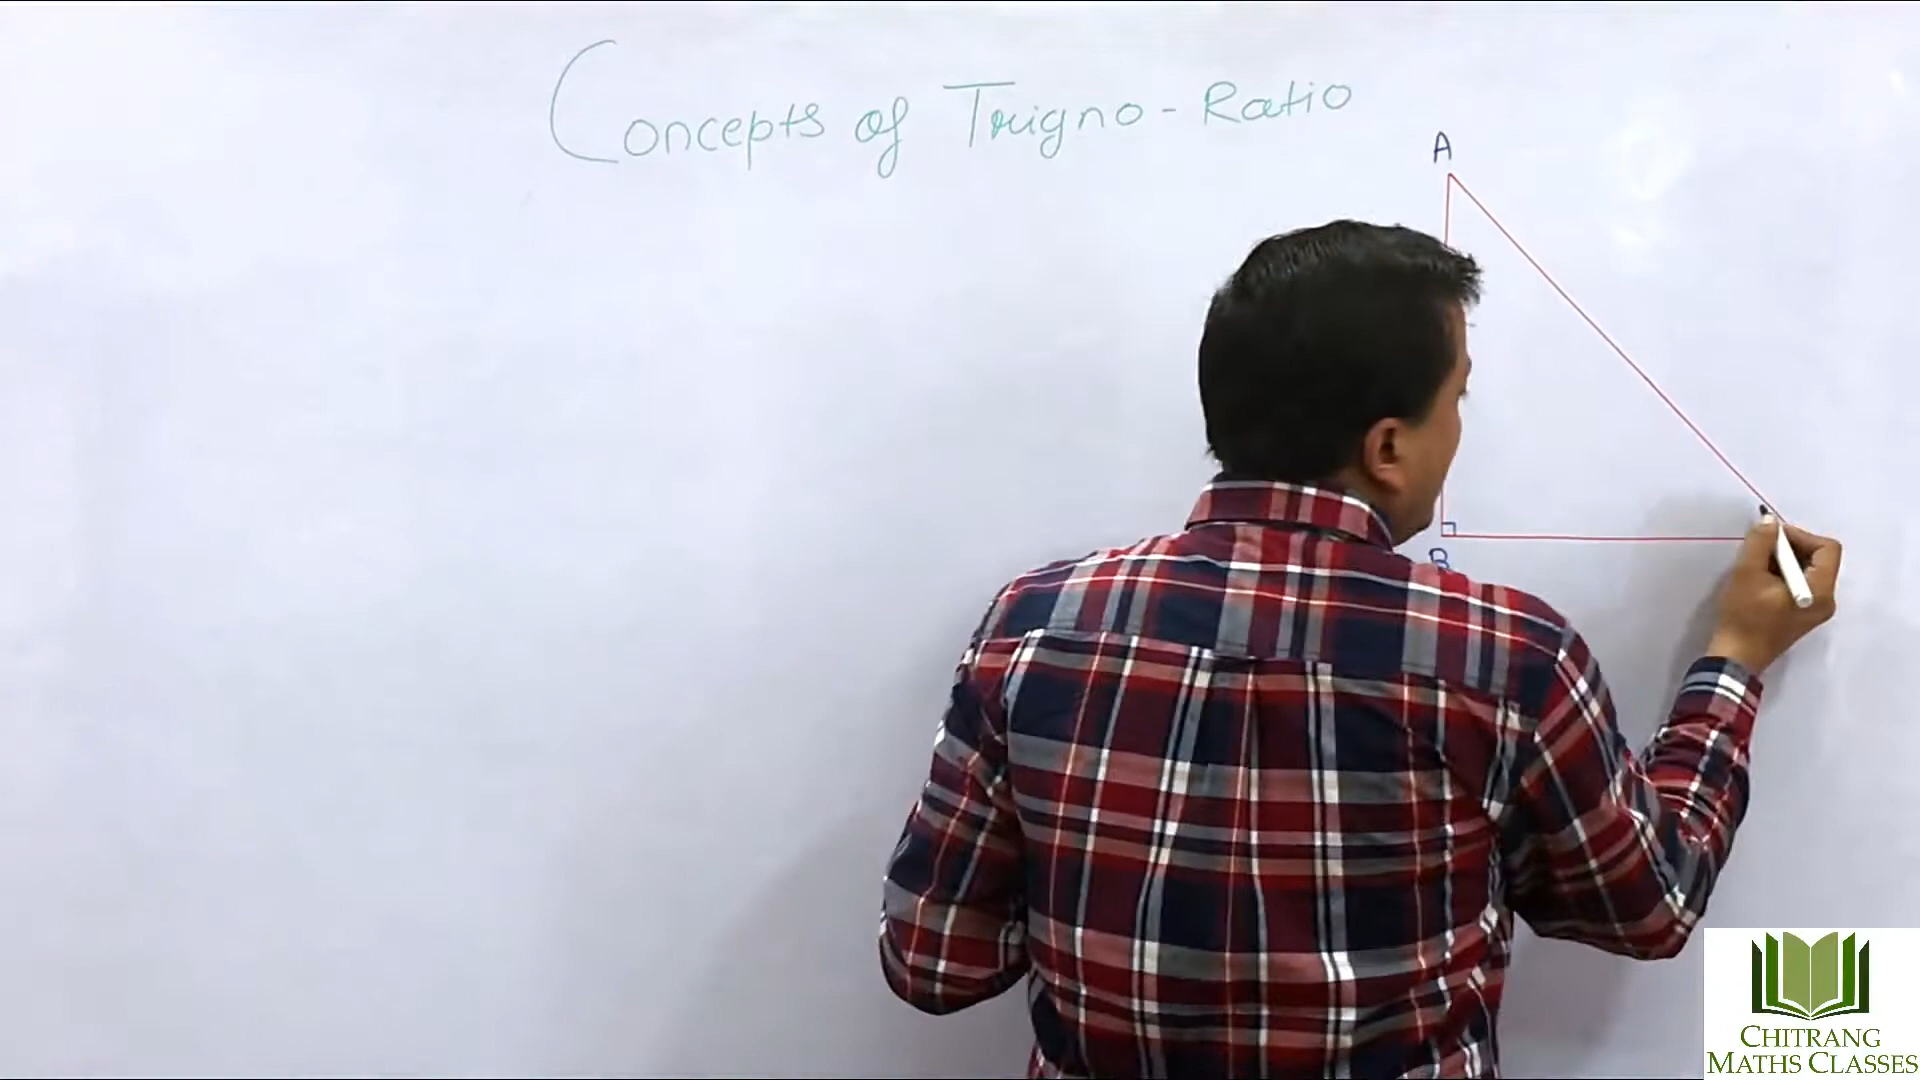 Concepts of Trigno-Ratio
A
B
CHITRANG
MATHS CLASSES